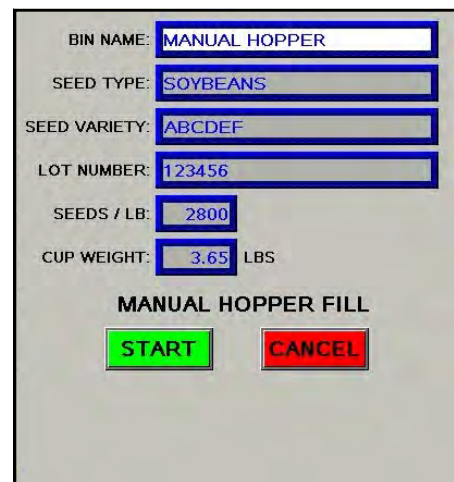 BIN NAME: MANUAL HOPPER
SEED TYPE: SOYBEANS
SEED VARIETY: ABCDEF
LOT NUMBER: 123456
SEEDS / LB: 2800
CUP WEIGHT: 3.65 LBS
MANUAL HOPPER FILL
START CANCEL